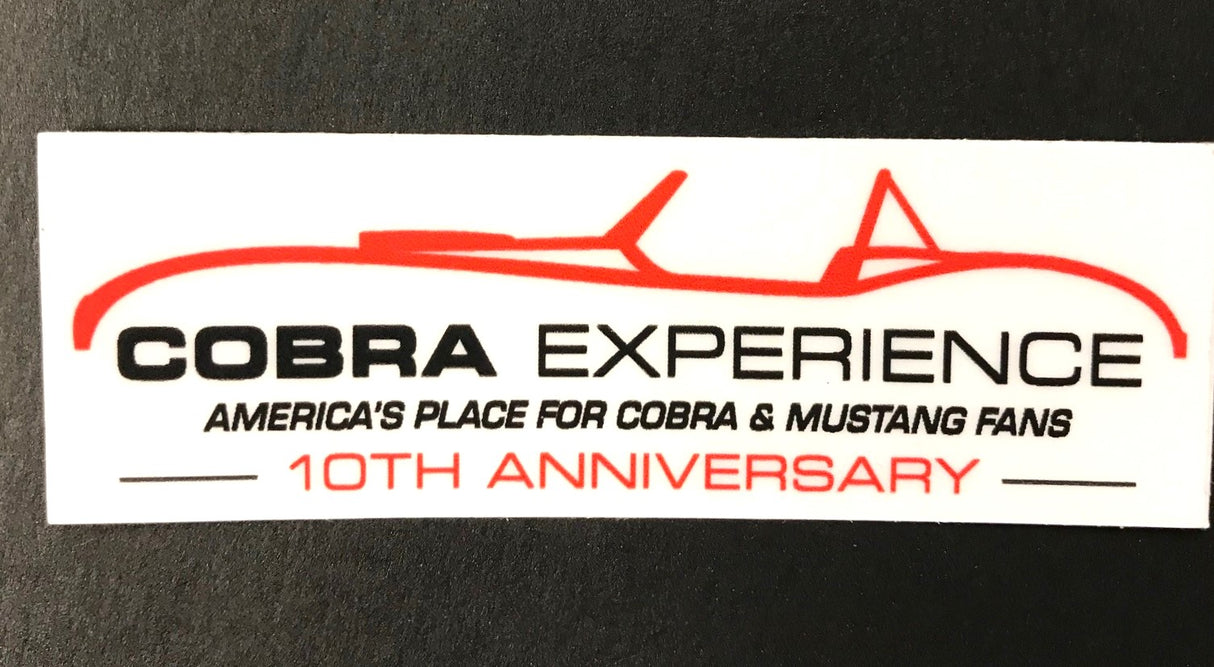 COBRA EXPERIENCE
AMERICA'S PLACE FOR COBRA & MUSTANG FANS
10TH ANNIVERSARY